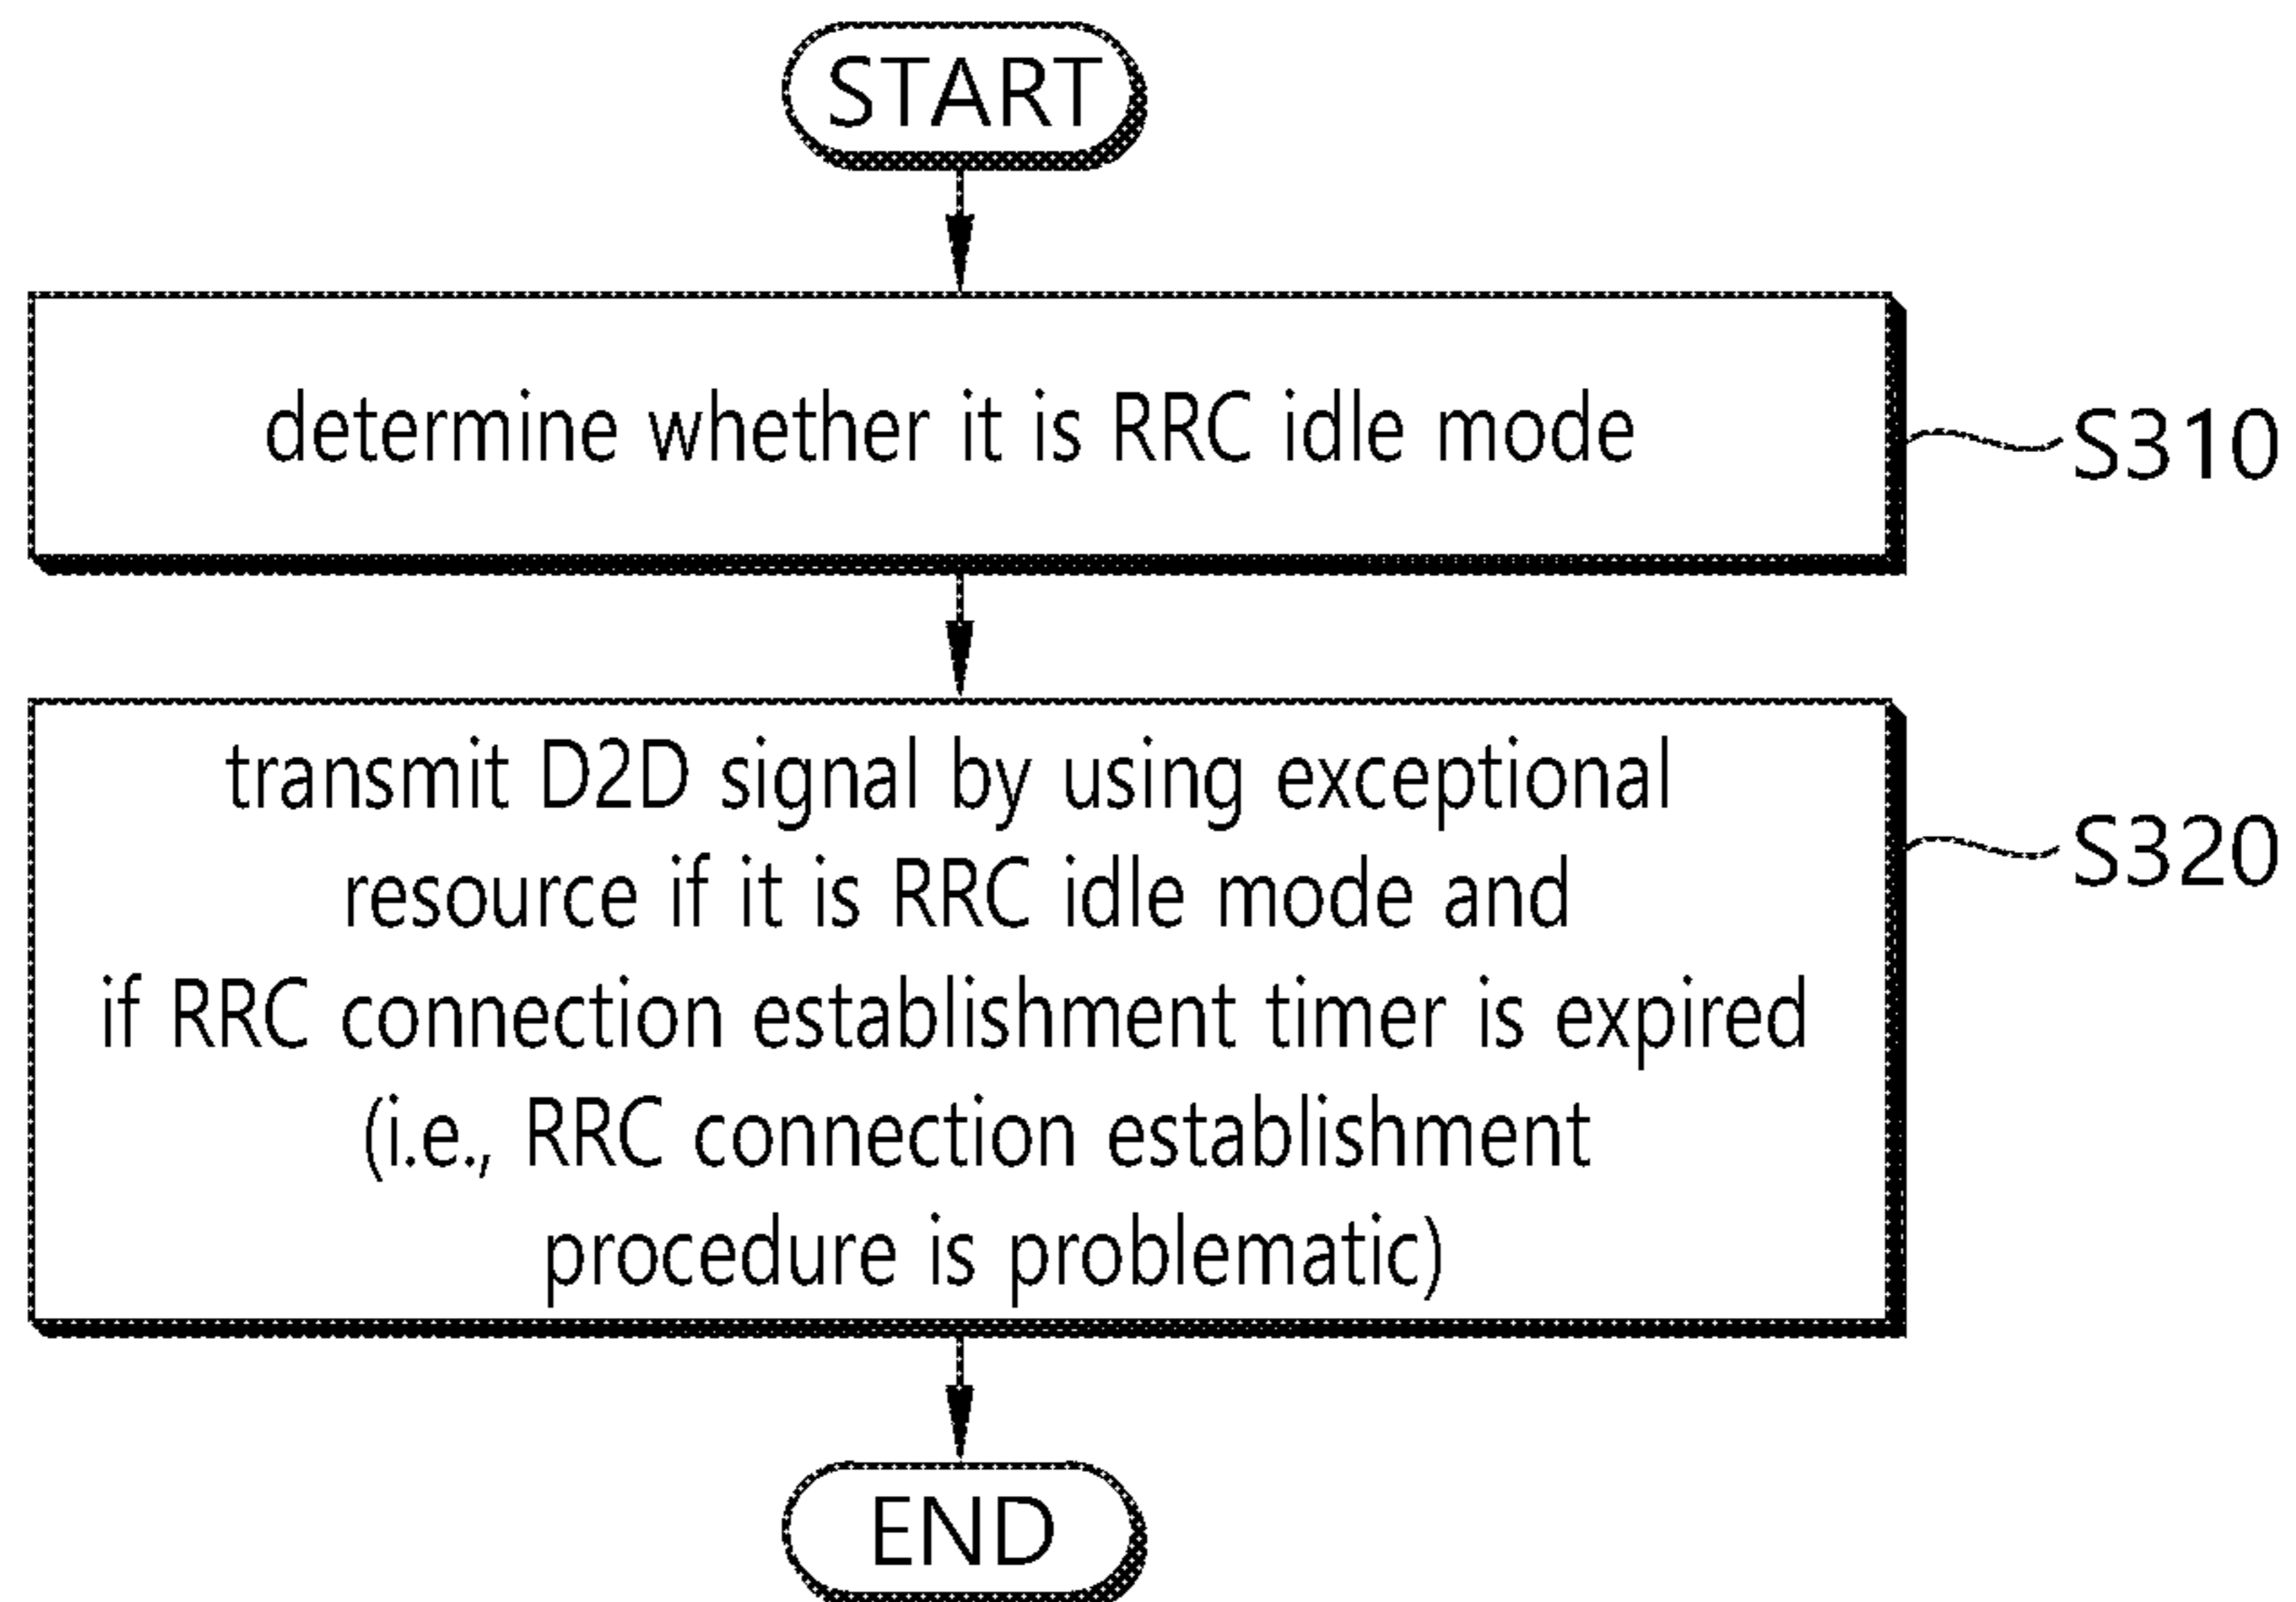 START
determine whether it is RRC idle mode
S310
transmit D2D signal by using exceptional
resource if it is RRC idle mode and
if RRC connection establishment timer is expired
(i.e., RRC connection establishment
procedure is problematic)
S320
END